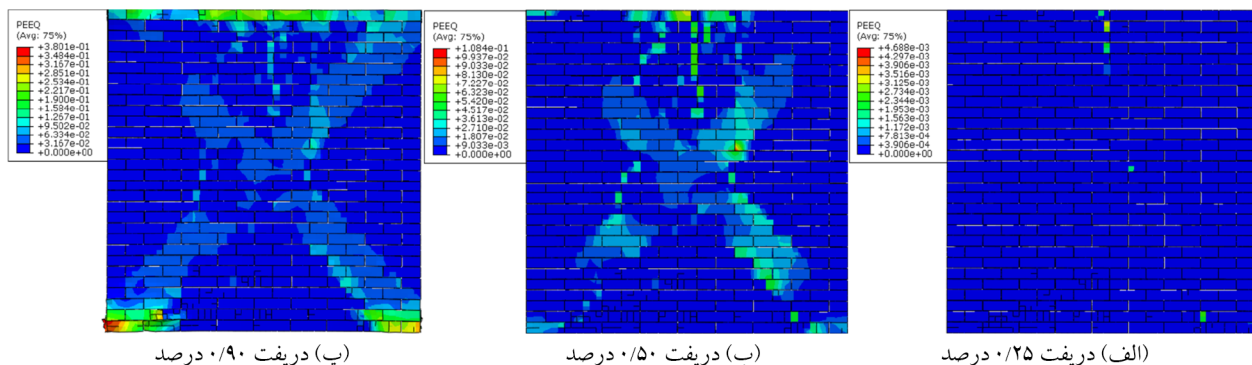 PEEQ
(Avg: 75%)
+3.801e-01
+3.484e-01
+3.167e-01
+2.851e-01
+2.534e-01
+2.217e-01
+1.900e-01
+1.584e-01
+1.267e-01
+9.502e-02
+6.334e-02
+3.167e-02
+0.000e+00
PEEQ
(Avg: 75%)
+1.084e-01
+9.937e-02
+9.033e-02
+8.130e-02
+7.227e-02
+6.323e-02
+5.420e-02
+4.517e-02
+3.613e-02
+2.710e-02
+1.807e-02
+9.033e-03
+0.000e+00
PEEQ
(Avg: 75%)
+4.688e-03
+4.297e-03
+3.906e-03
+3.516e-03
+3.125e-03
+2.734e-03
+2.344e-03
+1.953e-03
+1.563e-03
+1.172e-03
+7.813e-04
+3.906e-04
+0.000e+00
(الف) دریفت ۰/۲۵ درصد
(ب) دریفت ۰/۵۰ درصد
(پ) دریفت ۰/۹۰ درصد